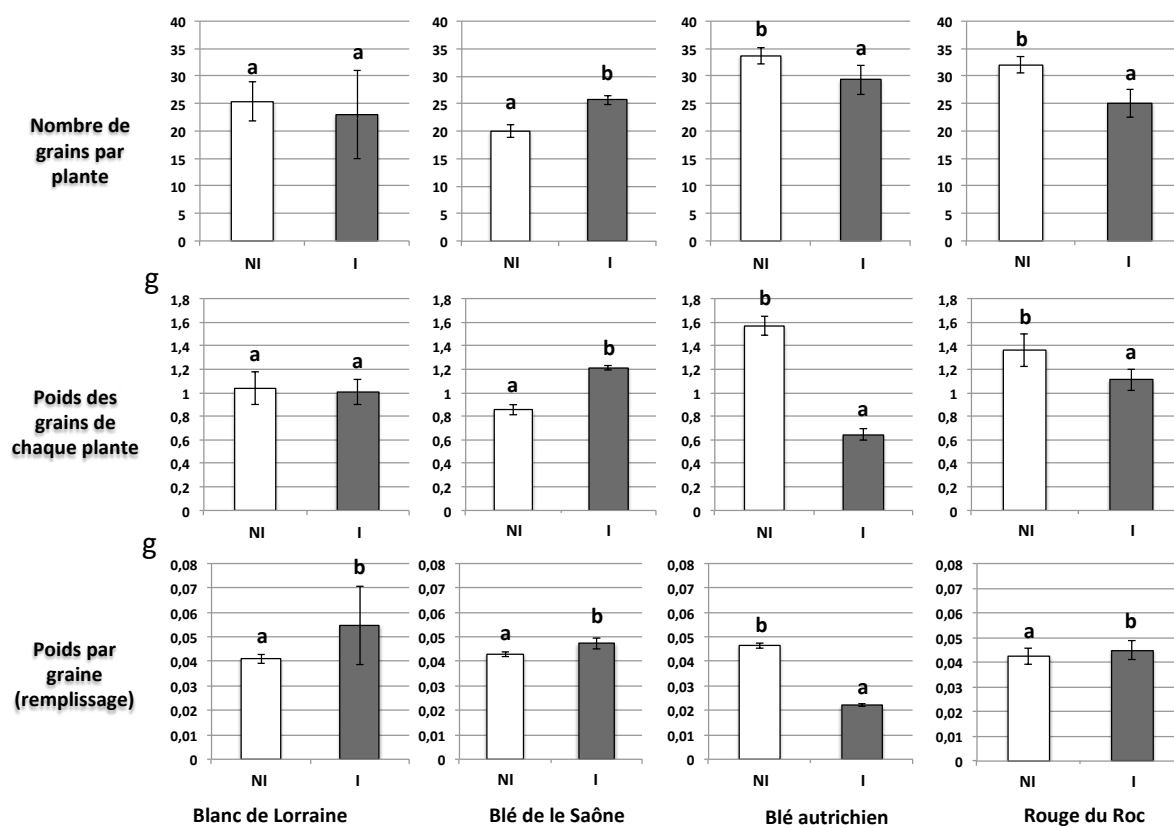 Nombre de
grains par
plante
40
35
30
25
20
15
10
5
0
a
a
NI
I
40
35
30
25
20
15
10
5
0
a
b
NI
I
40
35
30
25
20
15
10
5
0
b
a
NI
I
40
35
30
25
20
15
10
5
0
b
a
NI
I
g
Poids des
grains de
chaque plante
1,8
1,6
1,4
1,2
1
0,8
0,6
0,4
0,2
0
a
a
NI
I
1,8
1,6
1,4
1,2
1
0,8
0,6
0,4
0,2
0
a
b
NI
I
1,8
1,6
1,4
1,2
1
0,8
0,6
0,4
0,2
0
b
a
NI
I
1,8
1,6
1,4
1,2
1
0,8
0,6
0,4
0,2
0
b
a
NI
I
g
Poids par
graine
(remplissage)
0,08
0,07
0,06
0,05
0,04
0,03
0,02
0,01
0
a
b
NI
I
0,08
0,07
0,06
0,05
0,04
0,03
0,02
0,01
0
a
b
NI
I
0,08
0,07
0,06
0,05
0,04
0,03
0,02
0,01
0
b
a
NI
I
0,08
0,07
0,06
0,05
0,04
0,03
0,02
0,01
0
a
b
NI
I
Blanc de Lorraine
Blé de le Saône
Blé autrichien
Rouge du Roc